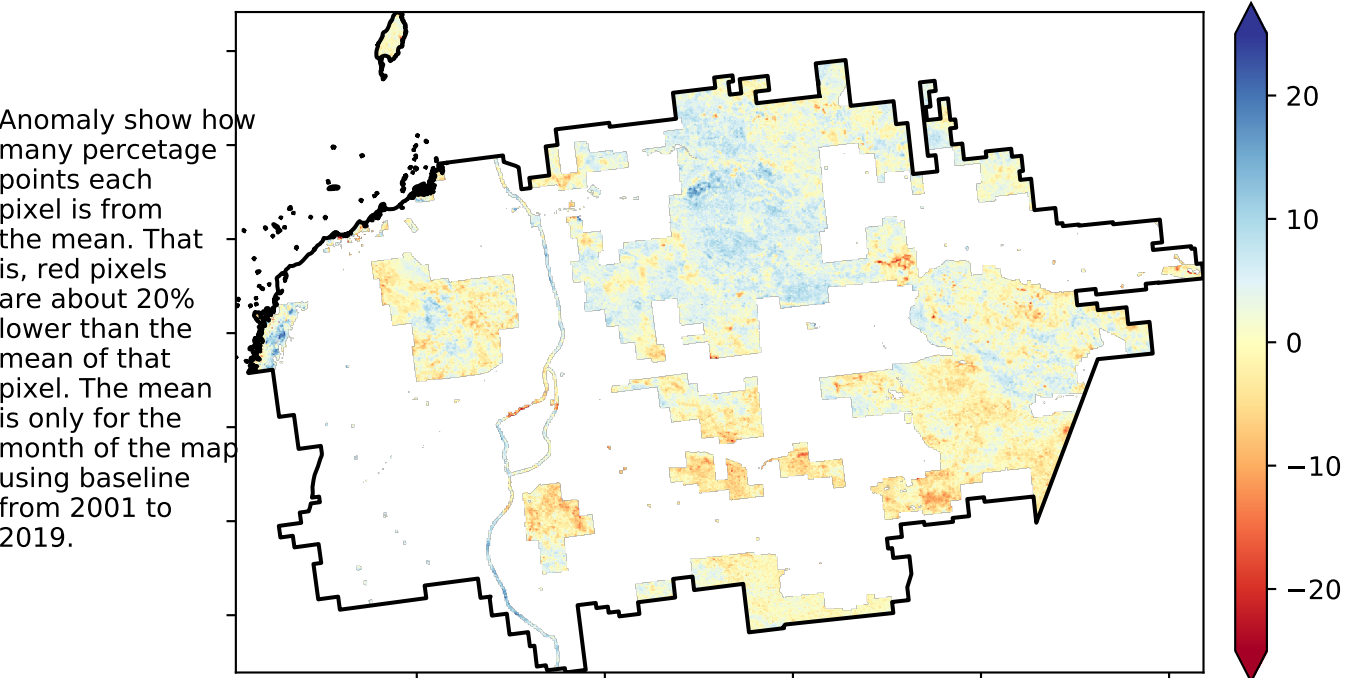 Anomaly show how
many percetage
points each
pixel is from
the mean. That
is, red pixels
are about 20%
lower than the
mean of that
pixel. The mean
is only for the
month of the map
using baseline
from 2001 to
2019.
20
10
0
−10
−20